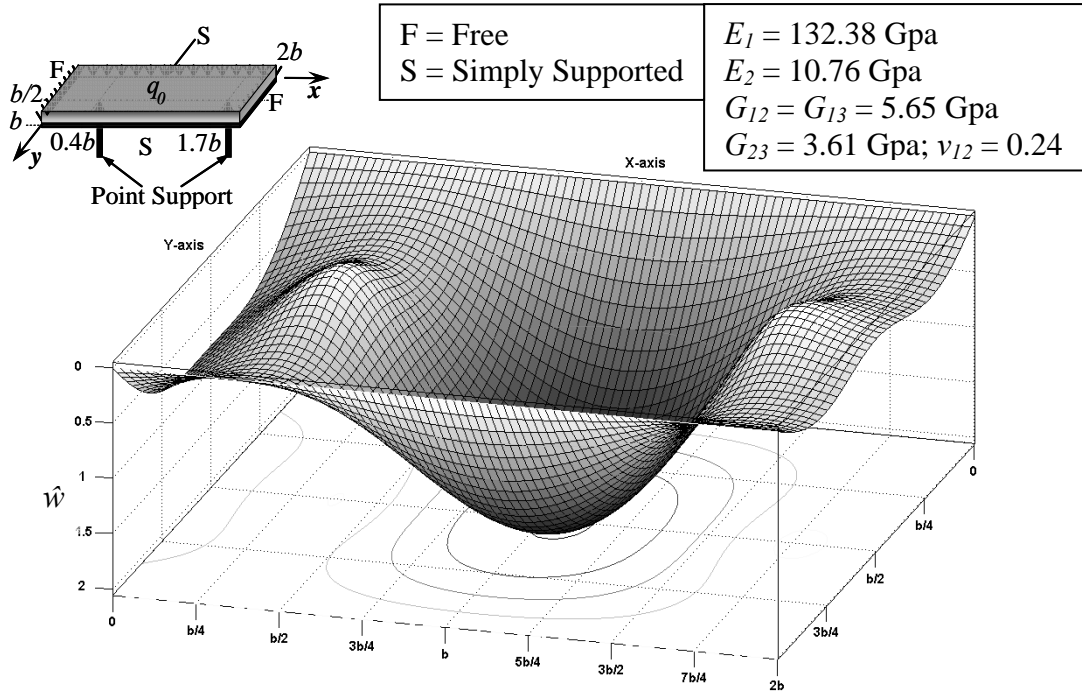 S
2b
F
x
b/2
q0
F
b
0.4b
S
1.7b
y
Point Support
F = Free
S = Simply Supported
E1 = 132.38 Gpa
E2 = 10.76 Gpa
G12 = G13 = 5.65 Gpa
G23 = 3.61 Gpa; ν12 = 0.24
X-axis
Y-axis
0
0.5
1
1.5
2
ŵ
0
b/4
b/2
3b/4
b
5b/4
3b/2
7b/4
2b
3b/4
b/2
b/4
0